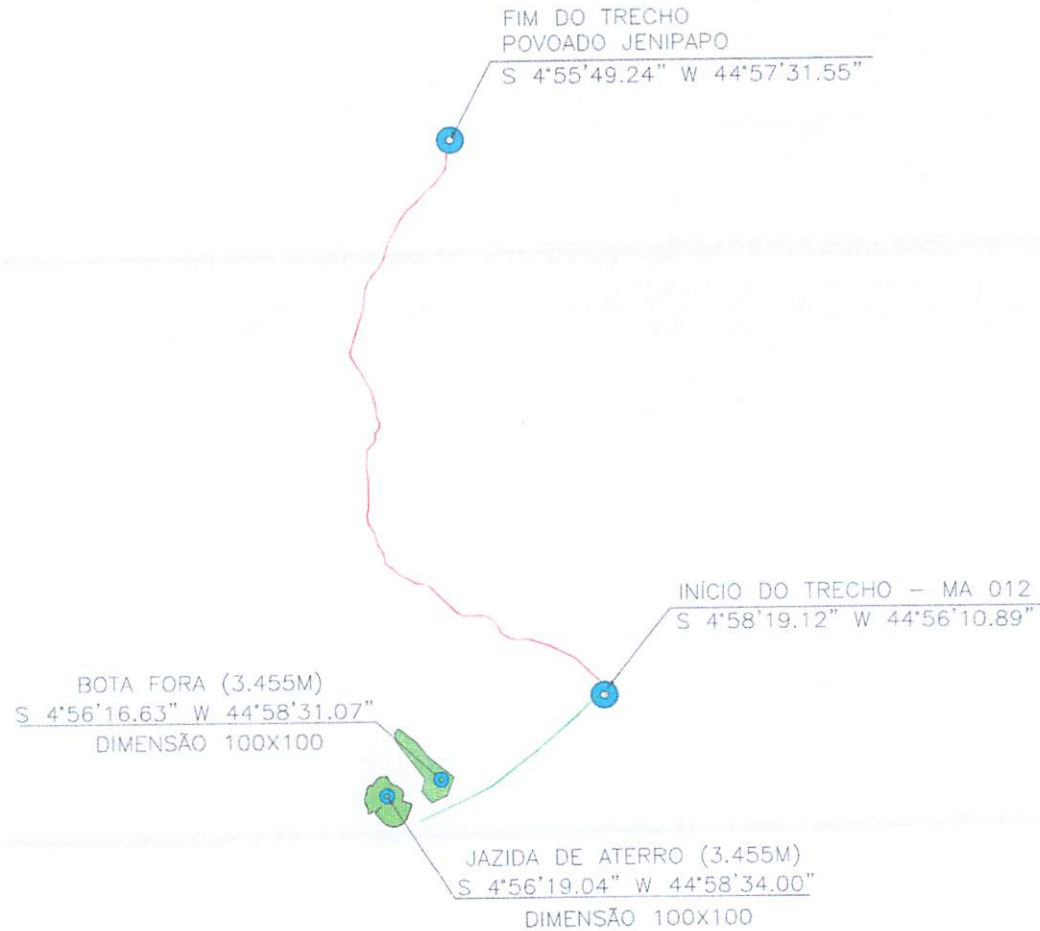 FIM DO TRECHO
POVOADO JENIPAPO
S 4°55'49.24" W 44°57'31.55"
INÍCIO DO TRECHO – MA 012
S 4°58'19.12" W 44°56'10.89"
BOTA FORA (3.455M)
S 4°56'16.63" W 44°58'31.07"
DIMENSÃO 100X100
JAZIDA DE ATERRO (3.455M)
S 4°56'19.04" W 44°58'34.00"
DIMENSÃO 100X100